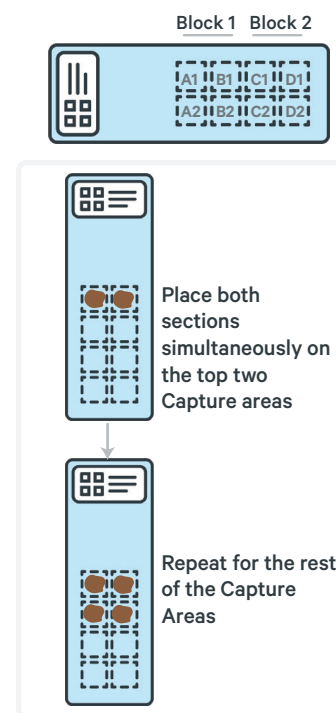 Block 1 Block 2
A1 B1 C1 D1
A2 B2 C2 D2
Place both
sections
simultaneously on
the top two
Capture areas
Repeat for the rest
of the Capture
Areas